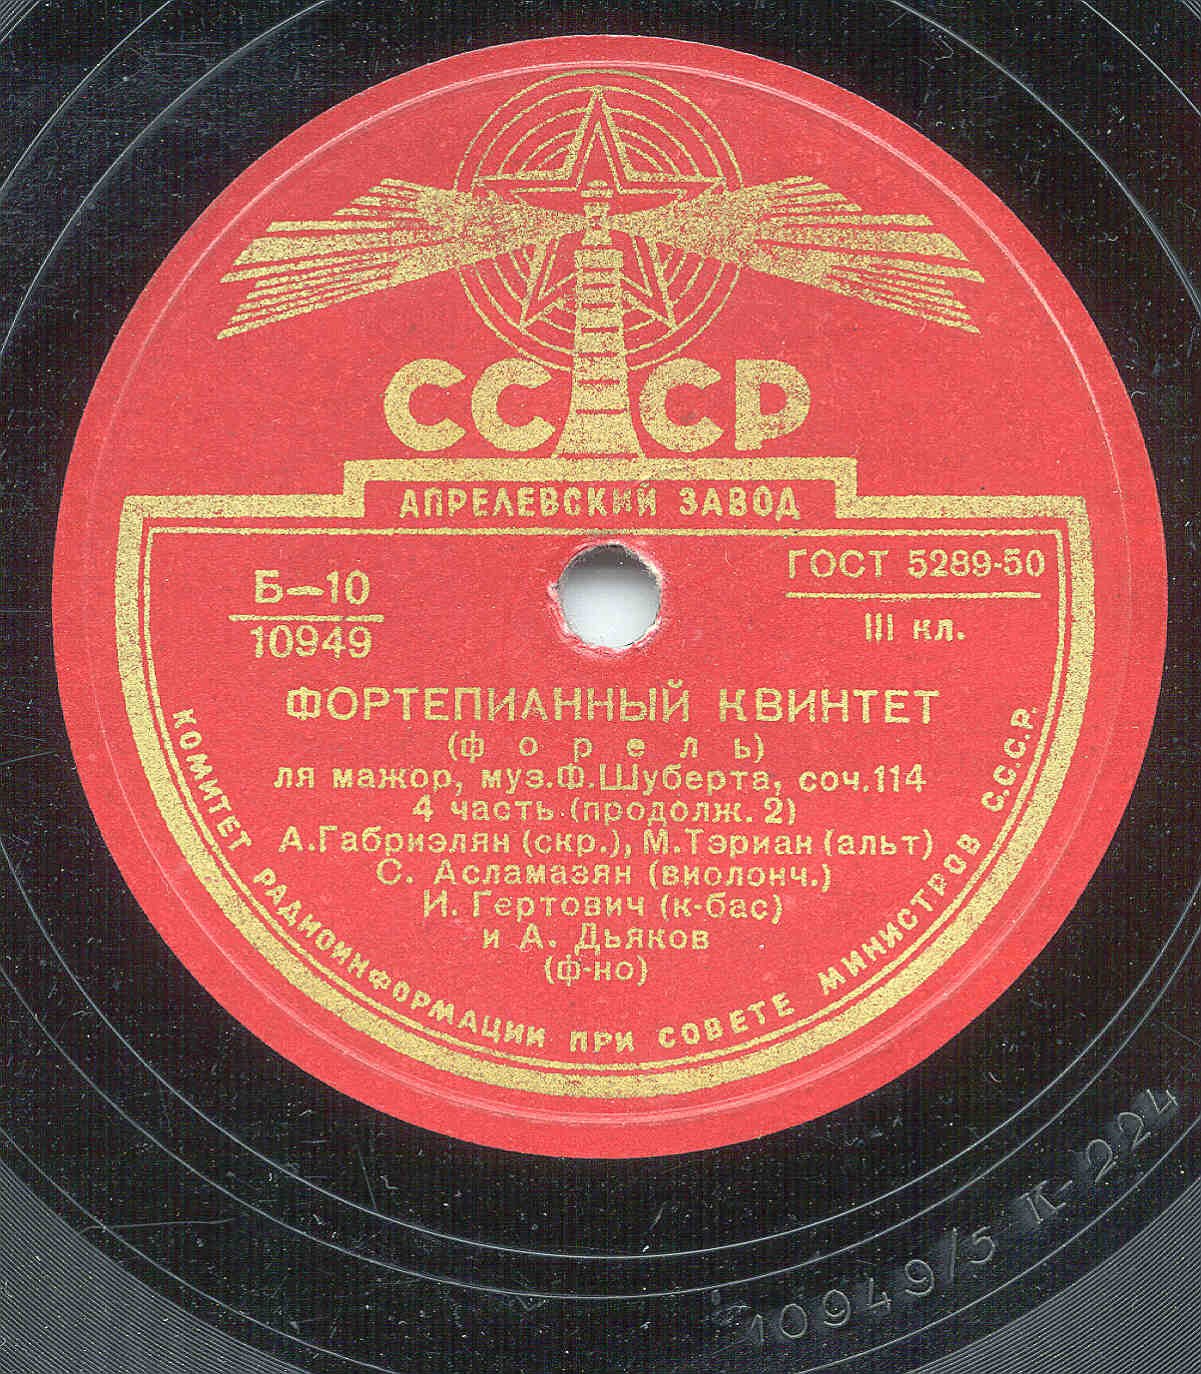 СССР
АПРЕЛЕВСКИЙ ЗАВОД
Б–10
10949
ГОСТ 5289-50
III кл.
ФОРТЕПИАННЫЙ КВИНТЕТ
(форель)
ля мажор, муз.Ф.Шуберта, соч.114
4 часть (продолж. 2)
А.Габриэлян (скр.), М.Тэриан (альт)
С. Асламазян (виолонч.)
И. Гертович (к-бас)
и А. Дьяков
(ф-но)
КОМИТЕТ РАДИОИНФОРМАЦИИ ПРИ СОВЕТЕ МИНИСТРОВ С.С.С.Р.
10949/5 К-224